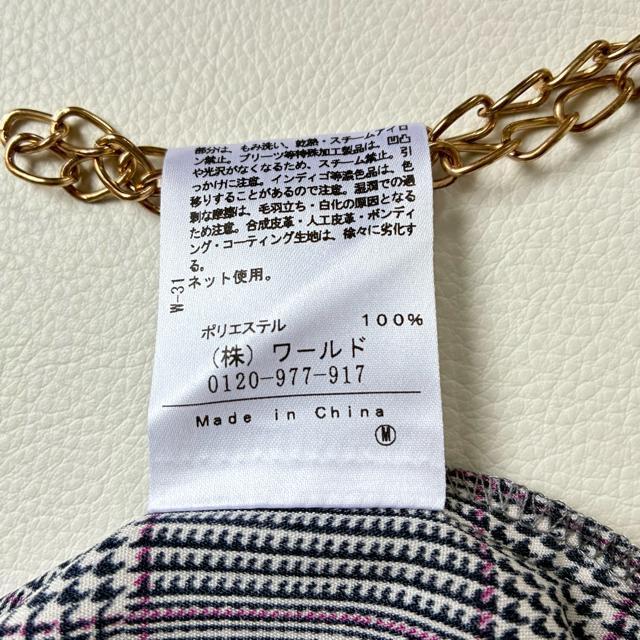 部分は、もみ洗い、乾熱・スチームアイロ
ン禁止。プリーツ等特殊加工製品は、凹凸
や光沢がなくなるため、スチーム禁止。引
っかけに注意。インディゴ等濃色品は、色
移りすることがあるので注意。湿潤での過
剰な摩擦は、毛羽立ち・白化の原因となる
ため注意。合成皮革・人工皮革・ボンディ
ング・コーティング生地は、徐々に劣化す
る。
ネット使用。
W-31
ポリエステル 100%
(株) ワールド
0120-977-917
Made in China
M